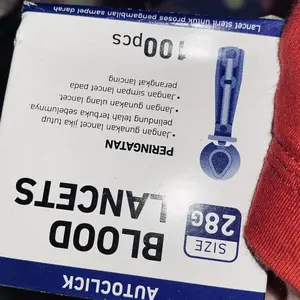 AUTOCLICK
BLOOD
LANCETS
SIZE
28G
PERINGATAN
• Jangan gunakan lancet jika tutup
pelindung telah terbuka sebelumnya.
• Jangan gunakan ulang lancet.
• Jangan simpan lancet pada
perangkat lancing
100pcs
Lancet steril untuk proses pengambilan sampel darah